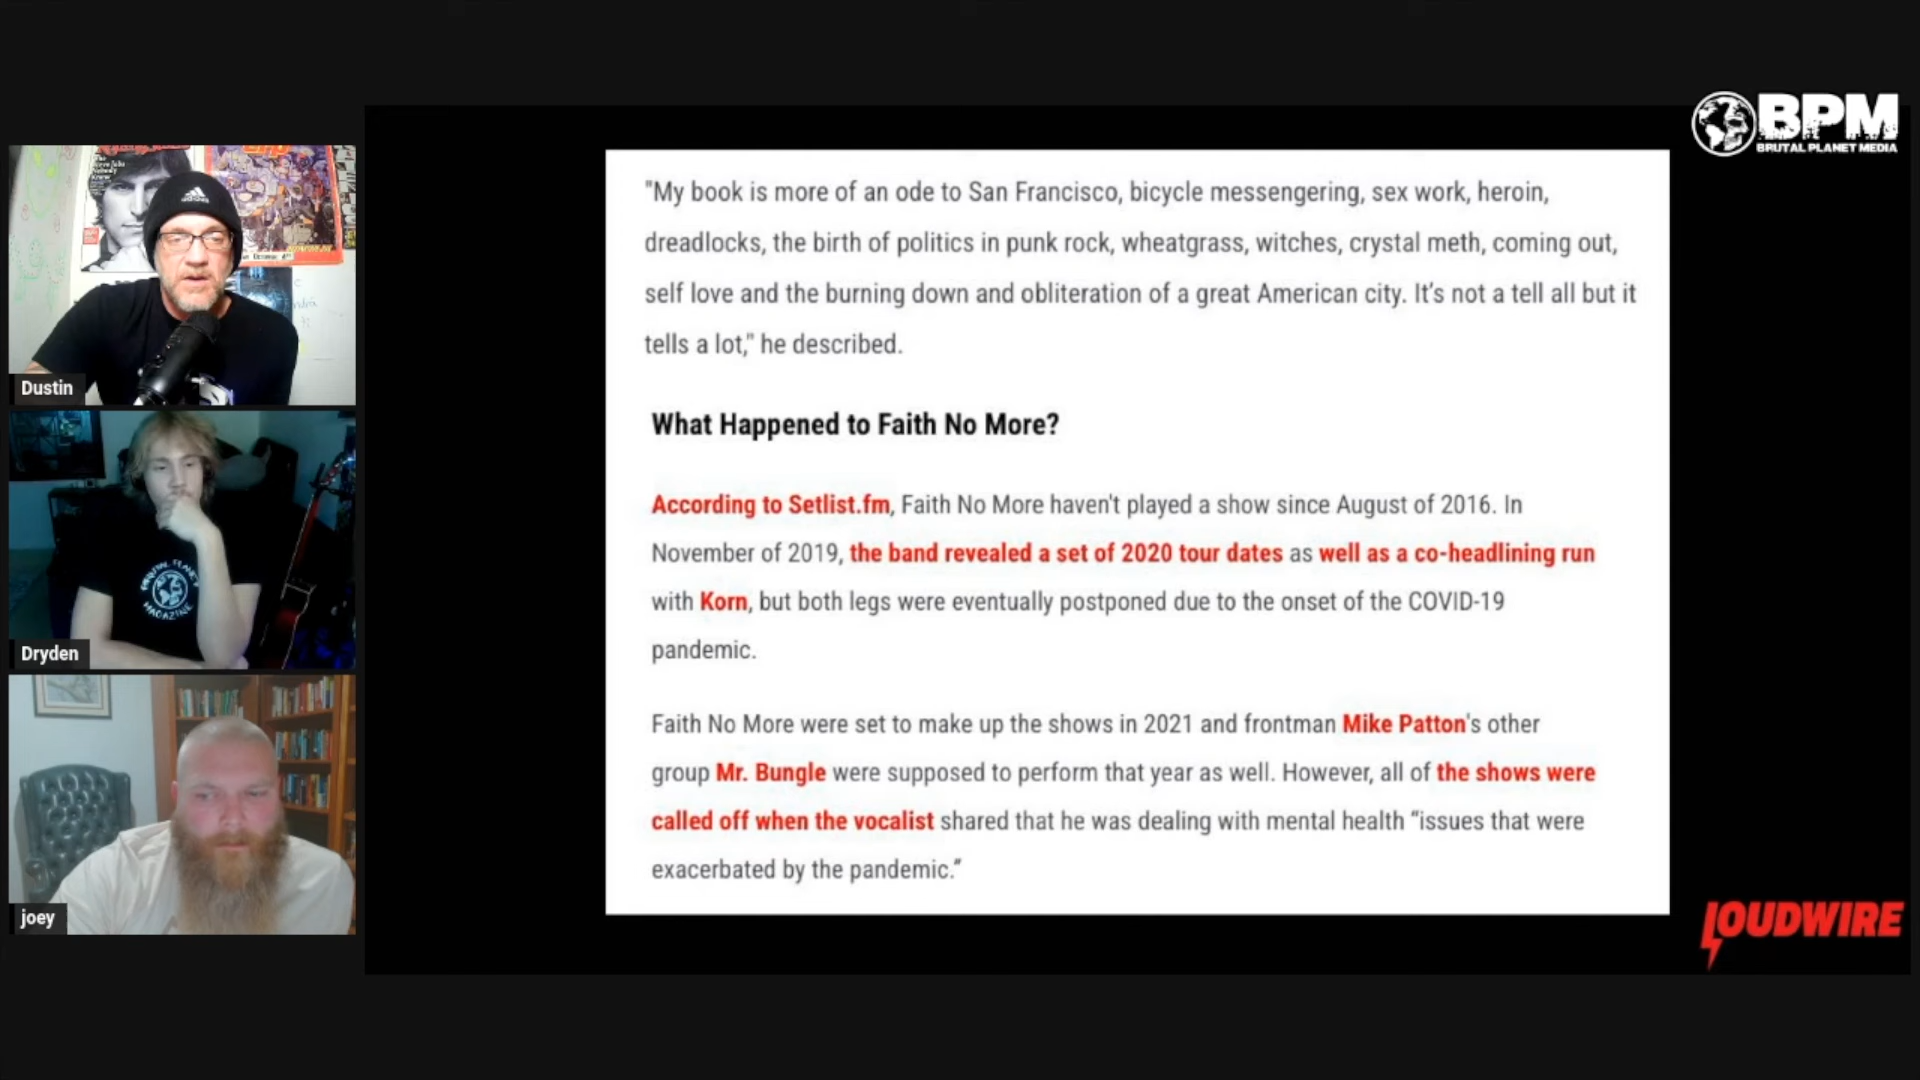 BPM
BRUTAL PLANET MEDIA
"My book is more of an ode to San Francisco, bicycle messengering, sex work, heroin,
dreadlocks, the birth of politics in punk rock, wheatgrass, witches, crystal meth, coming out,
self love and the burning down and obliteration of a great American city. It's not a tell all but it
tells a lot," he described.
What Happened to Faith No More?
According to Setlist.fm, Faith No More haven't played a show since August of 2016. In
November of 2019, the band revealed a set of 2020 tour dates as well as a co-headlining run
with Korn, but both legs were eventually postponed due to the onset of the COVID-19
pandemic.
Faith No More were set to make up the shows in 2021 and frontman Mike Patton's other
group Mr. Bungle were supposed to perform that year as well. However, all of the shows were
called off when the vocalist shared that he was dealing with mental health “issues that were
exacerbated by the pandemic.”
LOUDWIRE
Dustin
BRUTAL PLANET
MAGAZINE
Dryden
joey